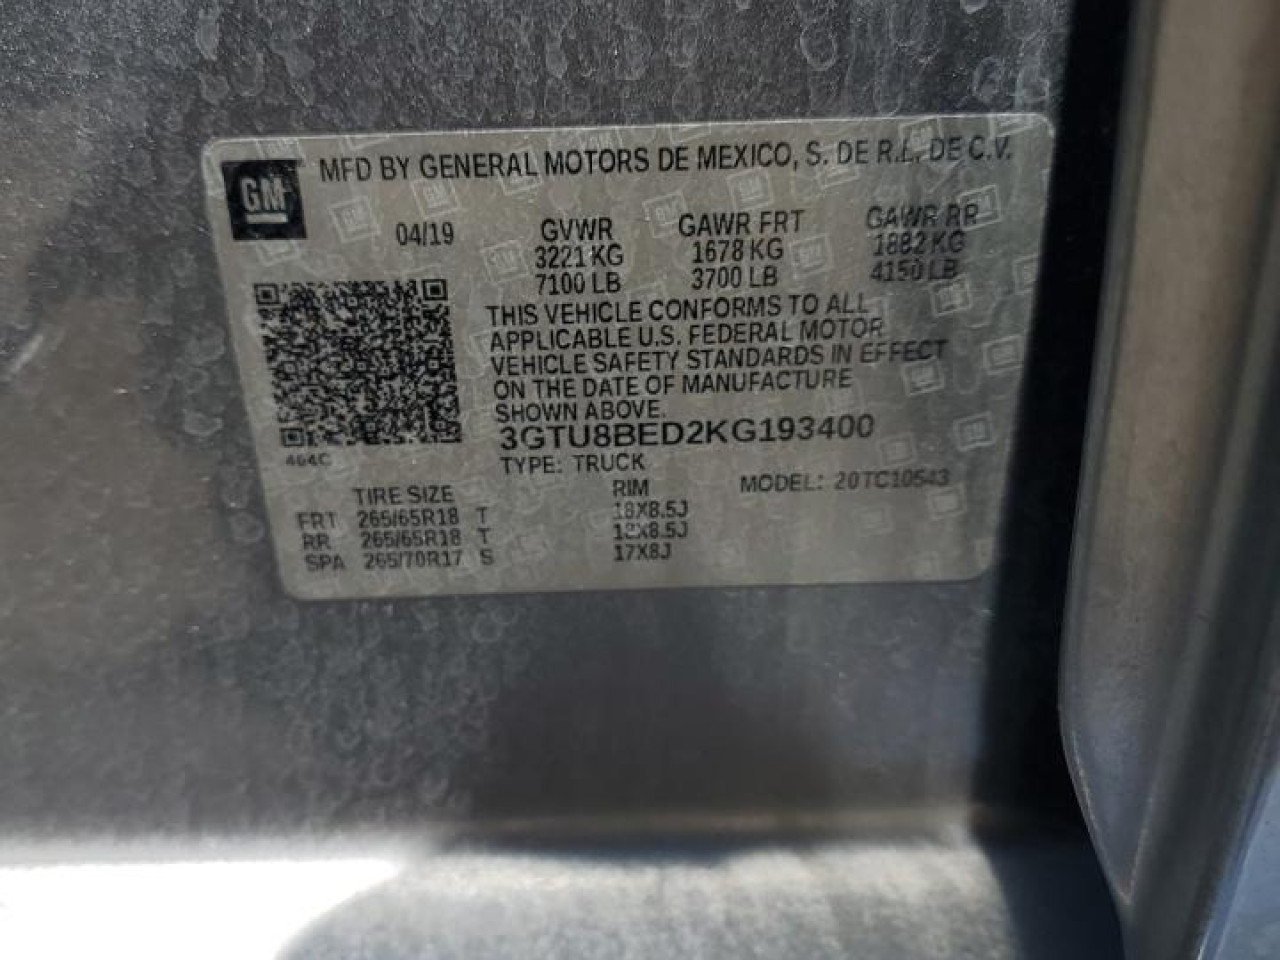 GM
MFD BY GENERAL MOTORS DE MEXICO, S. DE R.L. DE C.V.
04/19 GVWR GAWR FRT GAWR RR
3221 KG 1678 KG 1882 KG
7100 LB 3700 LB 4150 LB
THIS VEHICLE CONFORMS TO ALL
APPLICABLE U.S. FEDERAL MOTOR
VEHICLE SAFETY STANDARDS IN EFFECT
ON THE DATE OF MANUFACTURE
SHOWN ABOVE.
3GTU8BED2KG193400
464C
TYPE: TRUCK
MODEL: 20TC10543
TIRE SIZE RIM
FRT 265/65R18 T 18X8.5J
RR 265/65R18 T 18X8.5J
SPA 265/70R17 S 17X8J